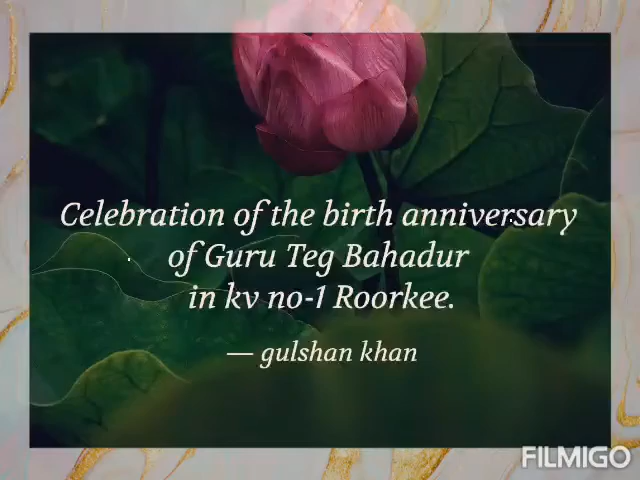 Celebration of the birth anniversary
of Guru Teg Bahadur
in kv no-1 Roorkee.
— gulshan khan
FILMIGO